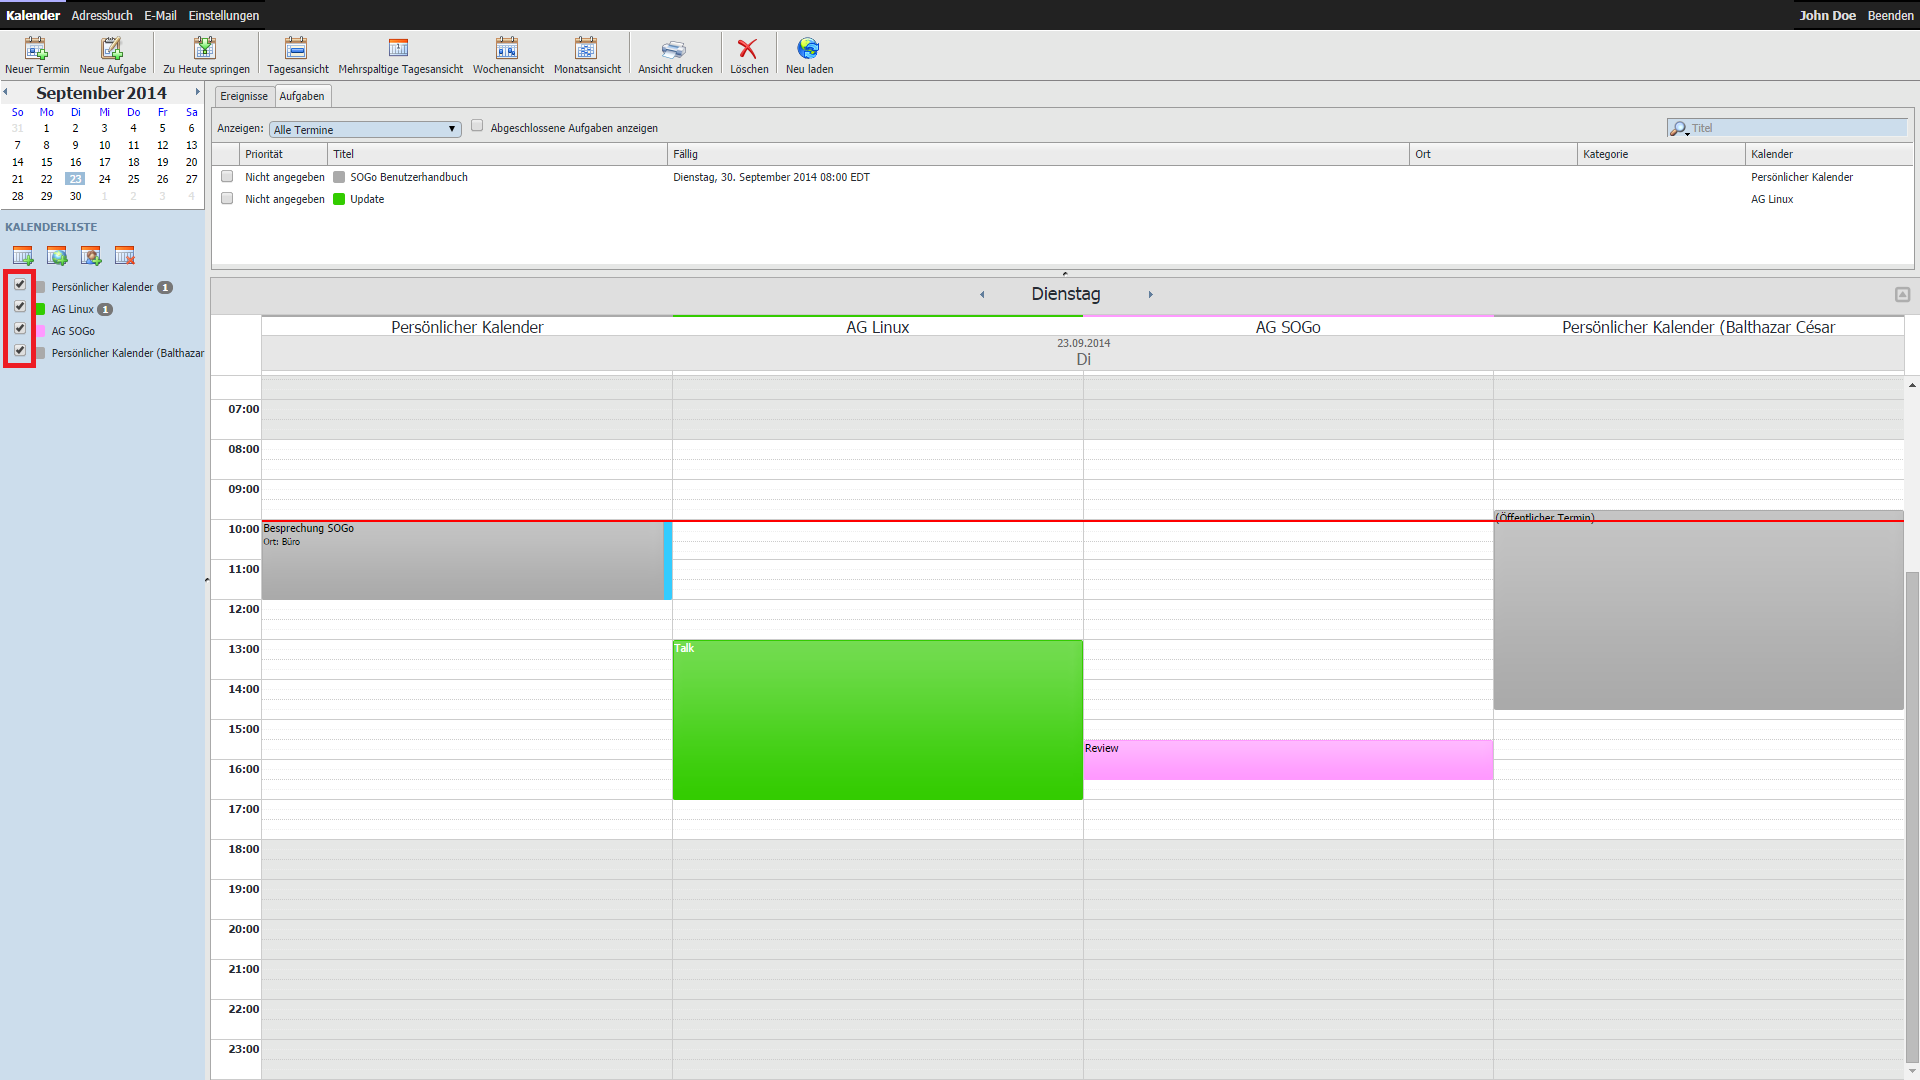 Kalender Adressbuch E-Mail Einstellungen John Doe Beenden
Neuer Termin Neue Aufgabe Zu Heute springen Tagesansicht Mehrspaltige Tagesansicht Wochenansicht Monatsansicht Ansicht drucken Löschen Neu laden
September 2014
So Mo Di Mi Do Fr Sa
31 1 2 3 4 5 6
7 8 9 10 11 12 13
14 15 16 17 18 19 20
21 22 23 24 25 26 27
28 29 30 1 2 3 4
KALENDERLISTE
Persönlicher Kalender 1
AG Linux 1
AG SOGo
Persönlicher Kalender (Balthazar
Ereignisse Aufgaben
Anzeigen: Alle Termine Abgeschlossene Aufgaben anzeigen Titel
Priorität Titel Fällig Ort Kategorie Kalender
Nicht angegeben SOGo Benutzerhandbuch Dienstag, 30. September 2014 08:00 EDT Persönlicher Kalender
Nicht angegeben Update AG Linux
Dienstag
Persönlicher Kalender AG Linux AG SOGo Persönlicher Kalender (Balthazar César
23.09.2014
Di
07:00
08:00
09:00
(Öffentlicher Termin)
10:00 Besprechung SOGo
Ort: Büro
11:00
12:00
13:00 Talk
14:00
15:00
Review
16:00
17:00
18:00
19:00
20:00
21:00
22:00
23:00